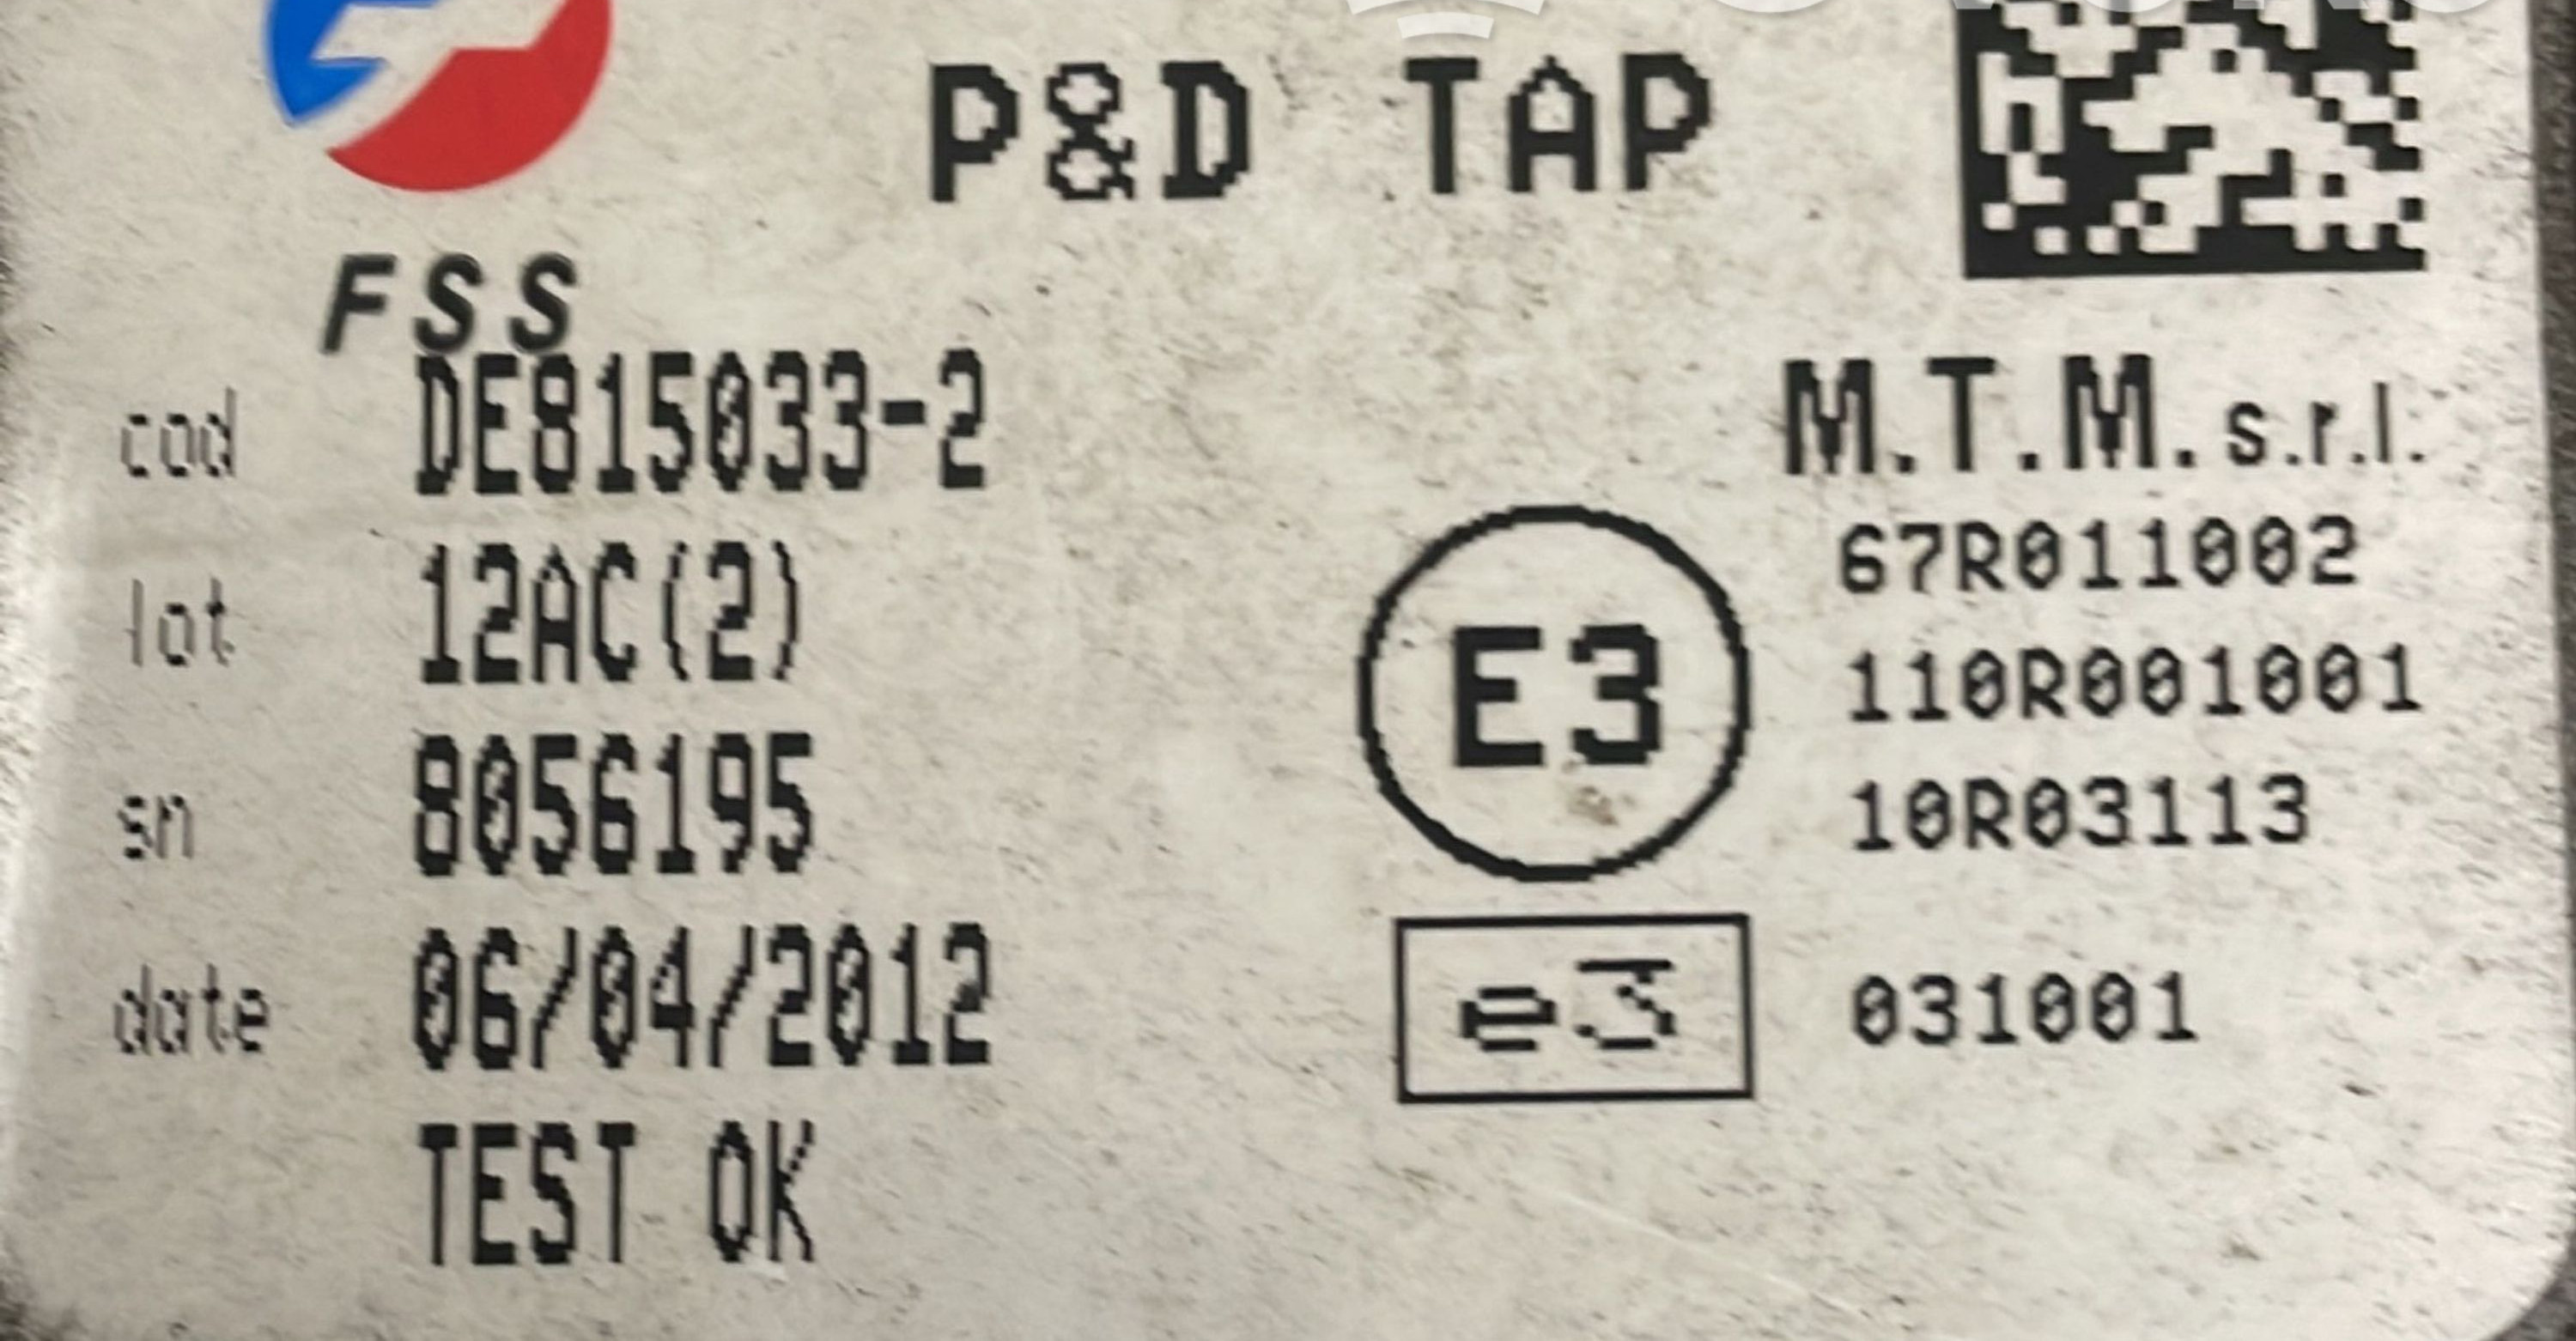 P&D TAP
FSS
cod DE815033-2
M.T.M. s.r.l.
lot 12AC(2)
67R011002
E3
110R001001
sn 8056195
10R03113
date 06/04/2012
e3 031001
TEST OK